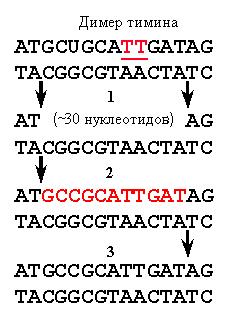 Димер тимина
ATGCUGCATTGATAG
TACGGCGTAACTATC
1
AT (~30 нуклеотидов) AG
TACGGCGTAACTATC
2
ATGCCGCATTGATAG
TACGGCGTAACTATC
3
ATGCCGCATTGATAG
TACGGCGTAACTATC